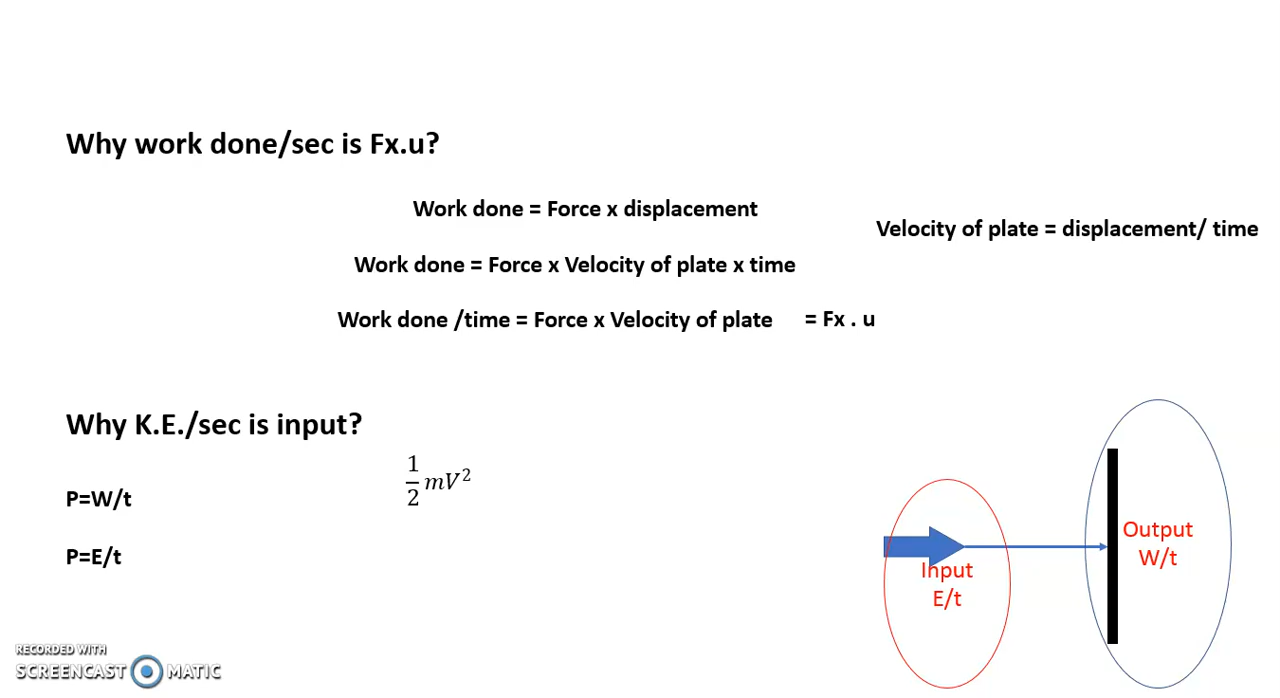 Why work done/sec is Fx.u?
Work done = Force x displacement
Velocity of plate = displacement/ time
Work done = Force x Velocity of plate x time
Work done /time = Force x Velocity of plate = Fx . u
Why K.E./sec is input?
1/2 mV²
P=W/t
P=E/t
Input
E/t
Output
W/t
RECORDED WITH
SCREENCAST MATIC